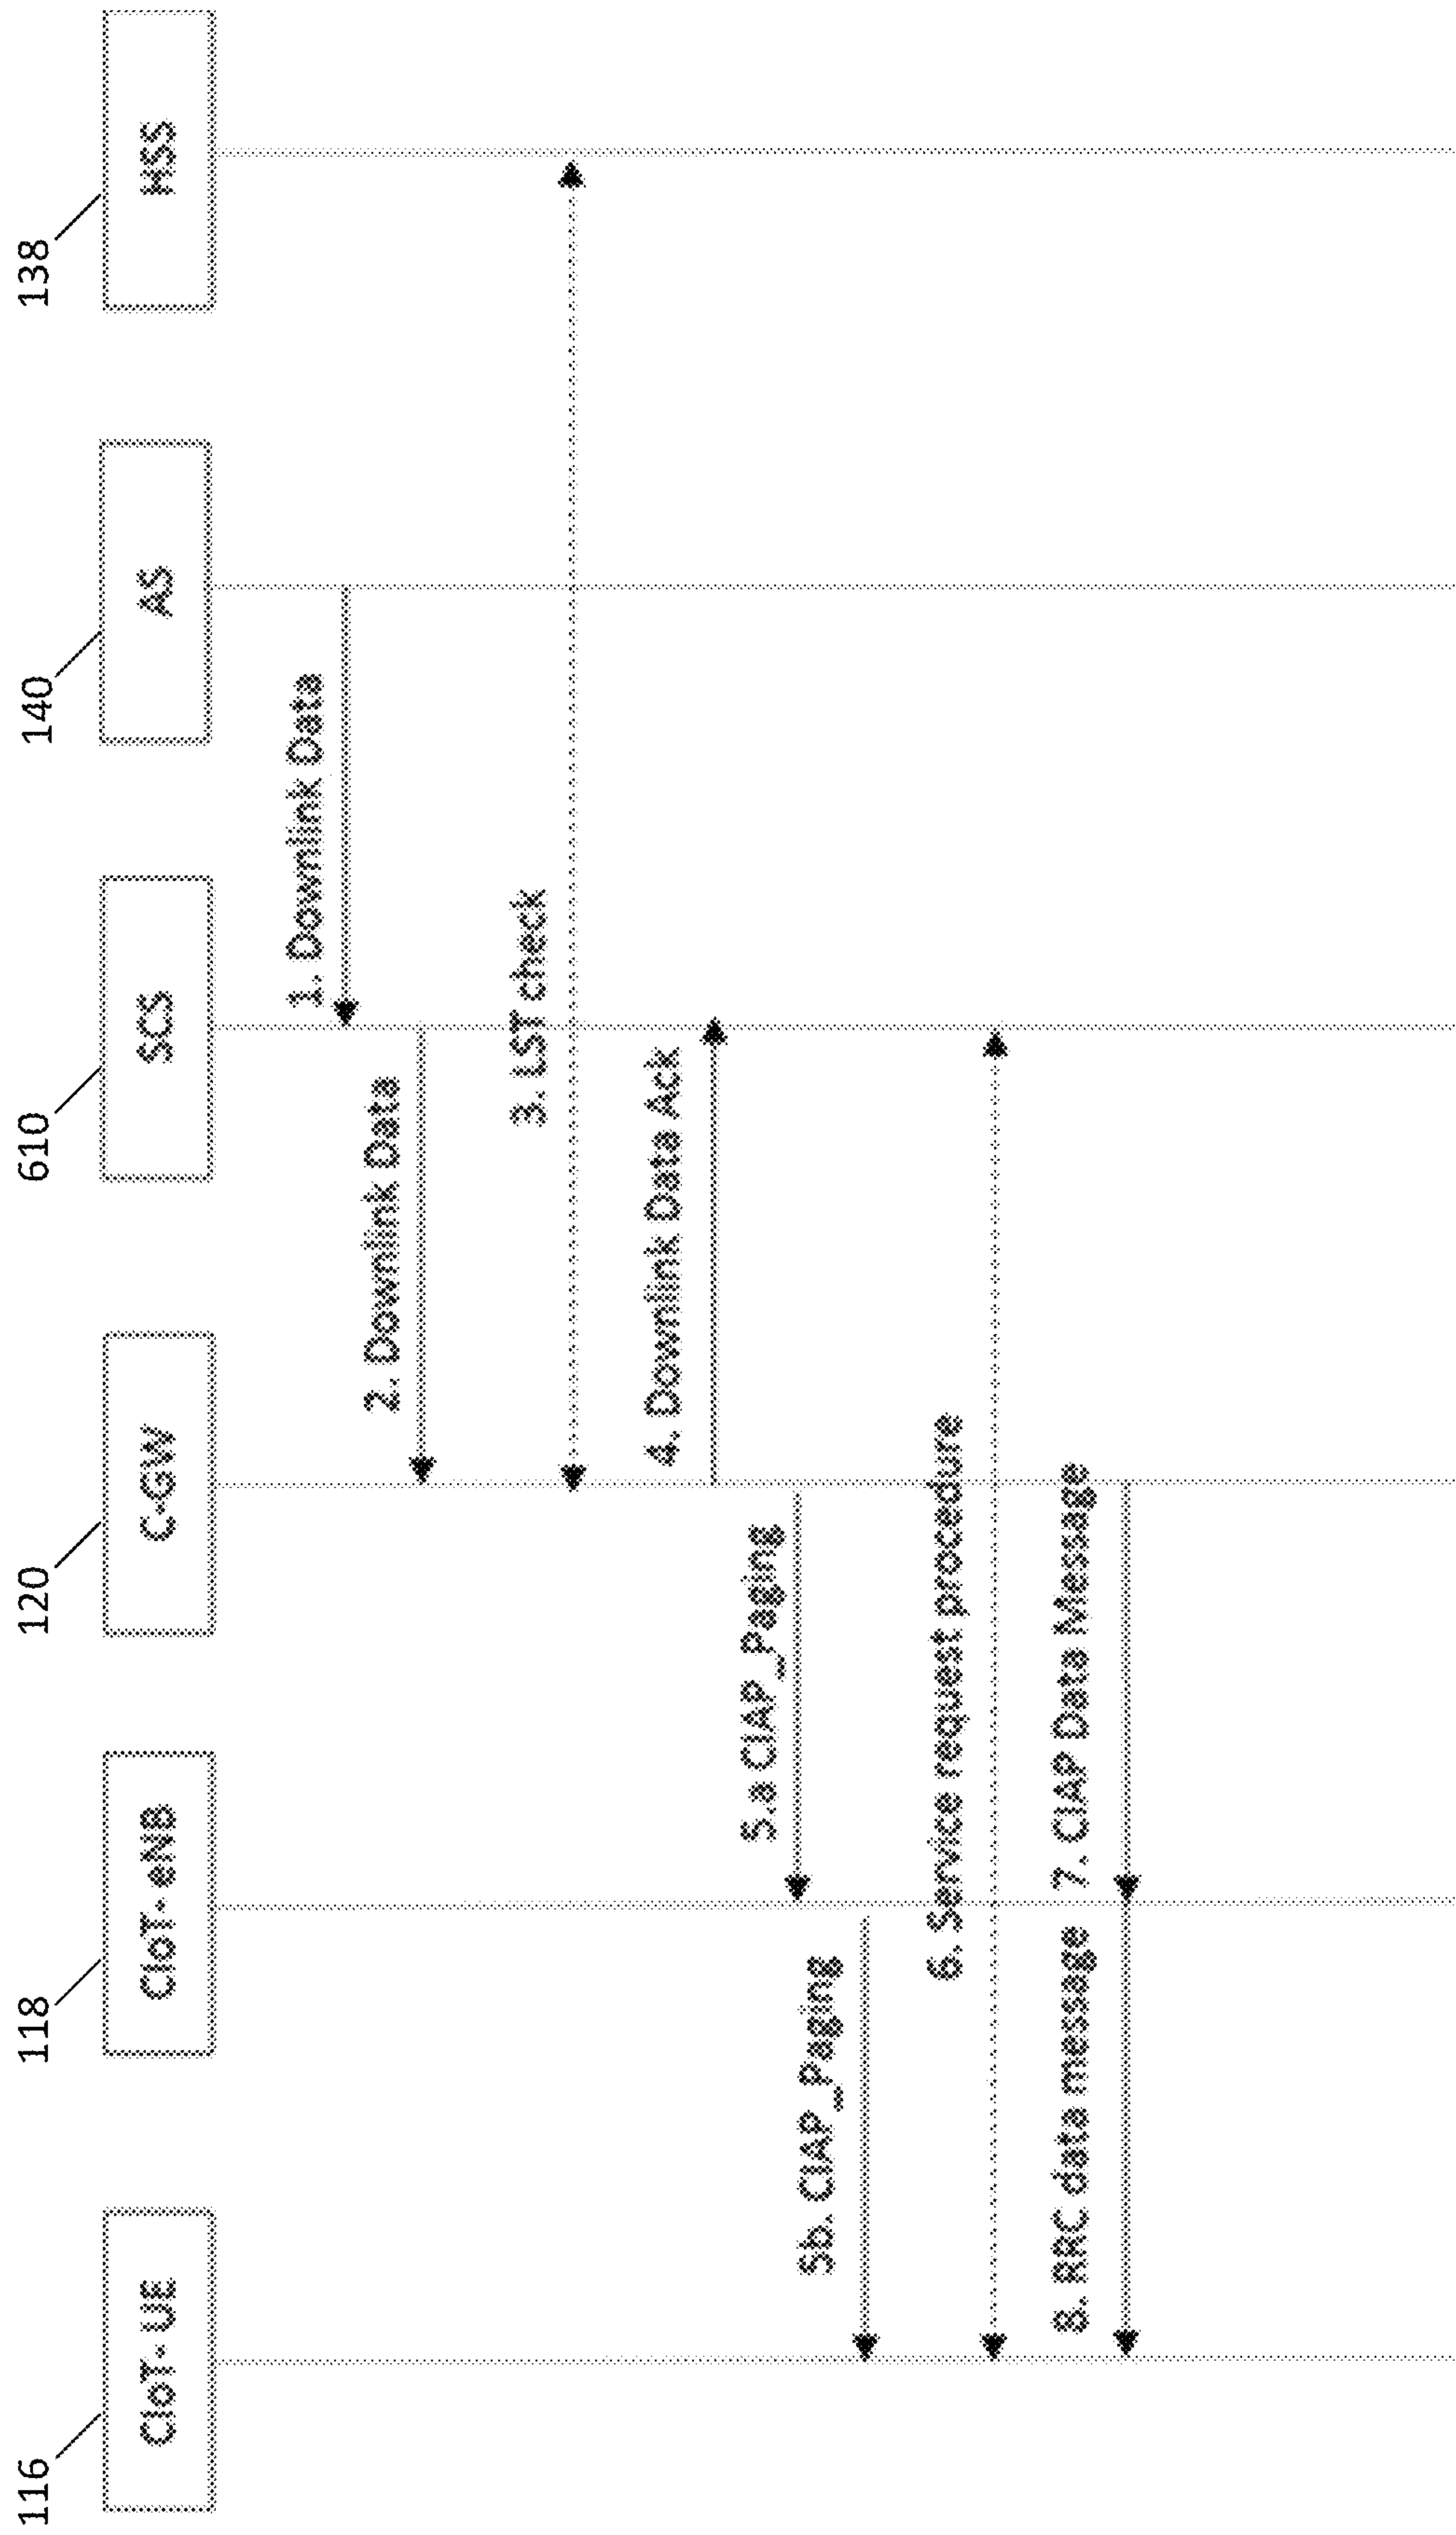 116
118
120
610
140
138
CIoT- UE
CIoT- eNB
C-GW
SCS
AS
HSS
1. Downlink Data
2. Downlink Data
3. LST check
4. Downlink Data Ack
5.a CIAP_Paging
5b. CIAP_Paging
6. Service request procedure
8. RRC data message
7. CIAP Data Message